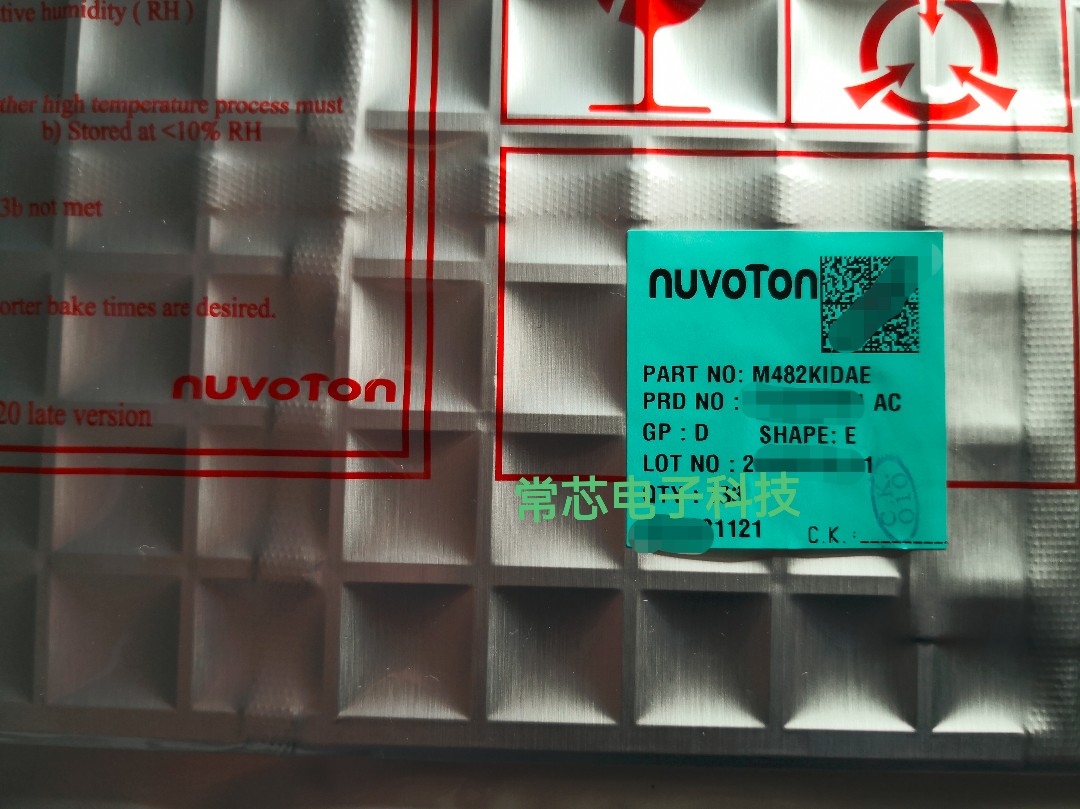 tive humidity ( RH )
ther high temperature process must
b) Stored at <10% RH
3b not met
orter bake times are desired.
nuvoTon
20 late version
nuvoTon
PART NO: M482KIDAE
PRD NO : AC
GP : D SHAPE: E
LOT NO : 2 1
QTY :
常芯电子科技
1121
C.K. :
C.K.
010